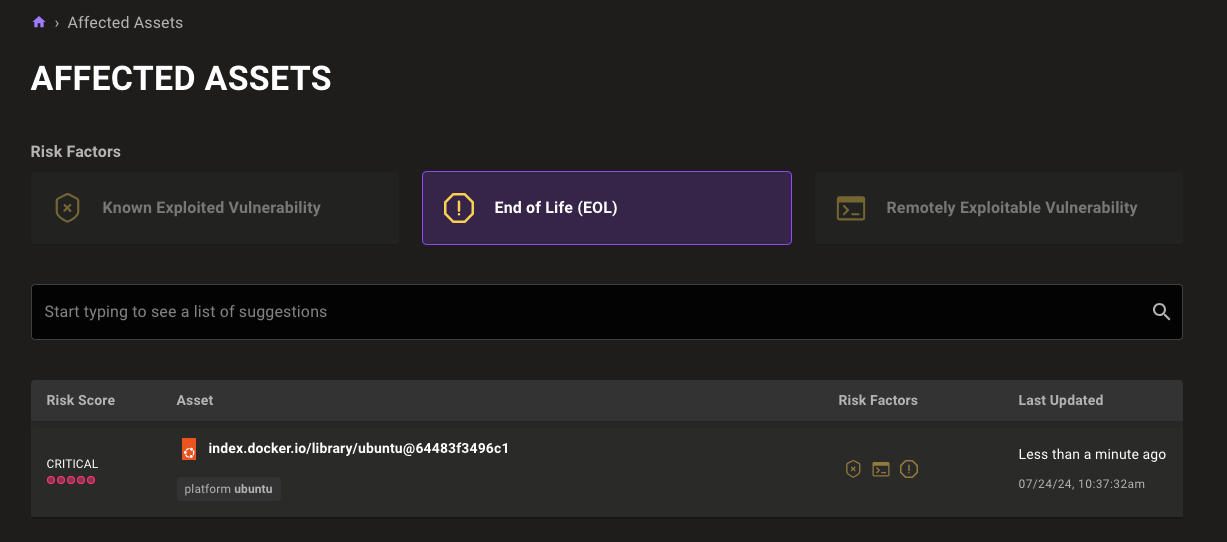 › Affected Assets
AFFECTED ASSETS
Risk Factors
Known Exploited Vulnerability
End of Life (EOL)
Remotely Exploitable Vulnerability
Start typing to see a list of suggestions
Risk Score Asset Risk Factors Last Updated
CRITICAL
index.docker.io/library/ubuntu@64483f3496c1
platform ubuntu
Less than a minute ago
07/24/24, 10:37:32am